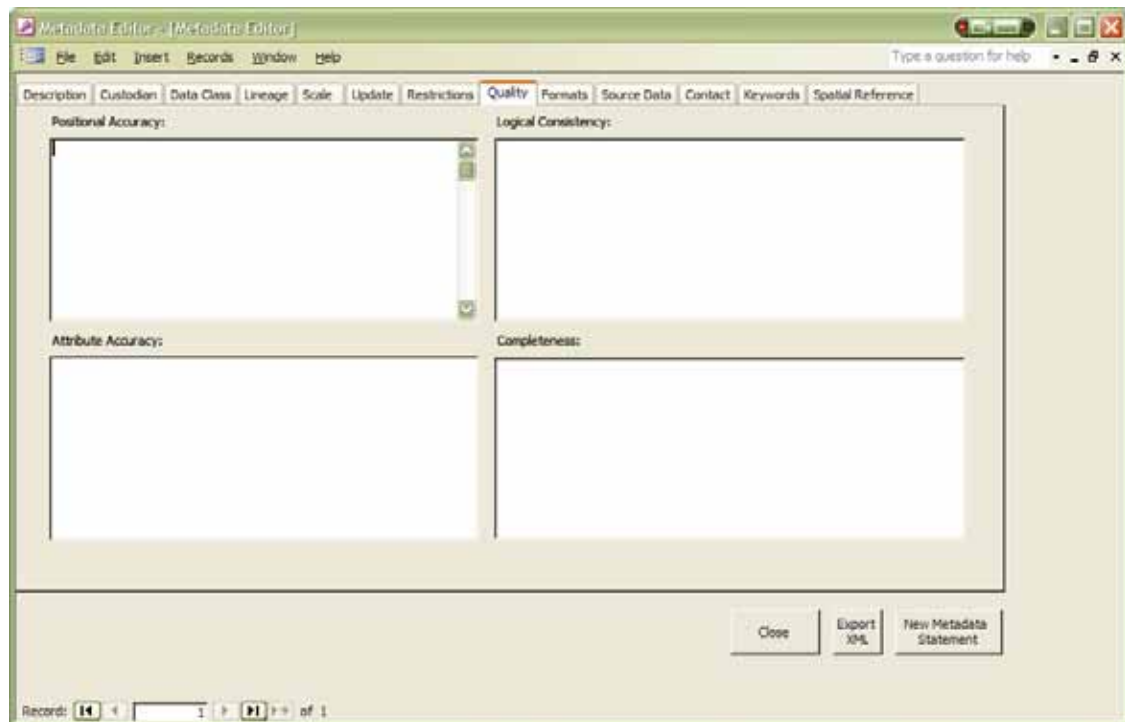 Metadata Editor - [Metadata Editor]
File Edit Insert Records Window Help Type a question for help
Description Custodian Data Class Lineage Scale Update Restrictions Quality Formats Source Data Contact Keywords Spatial Reference
Positional Accuracy: Logical Consistency:
Attribute Accuracy: Completeness:
Close Export XML New Metadata Statement
Record: 1 of 1